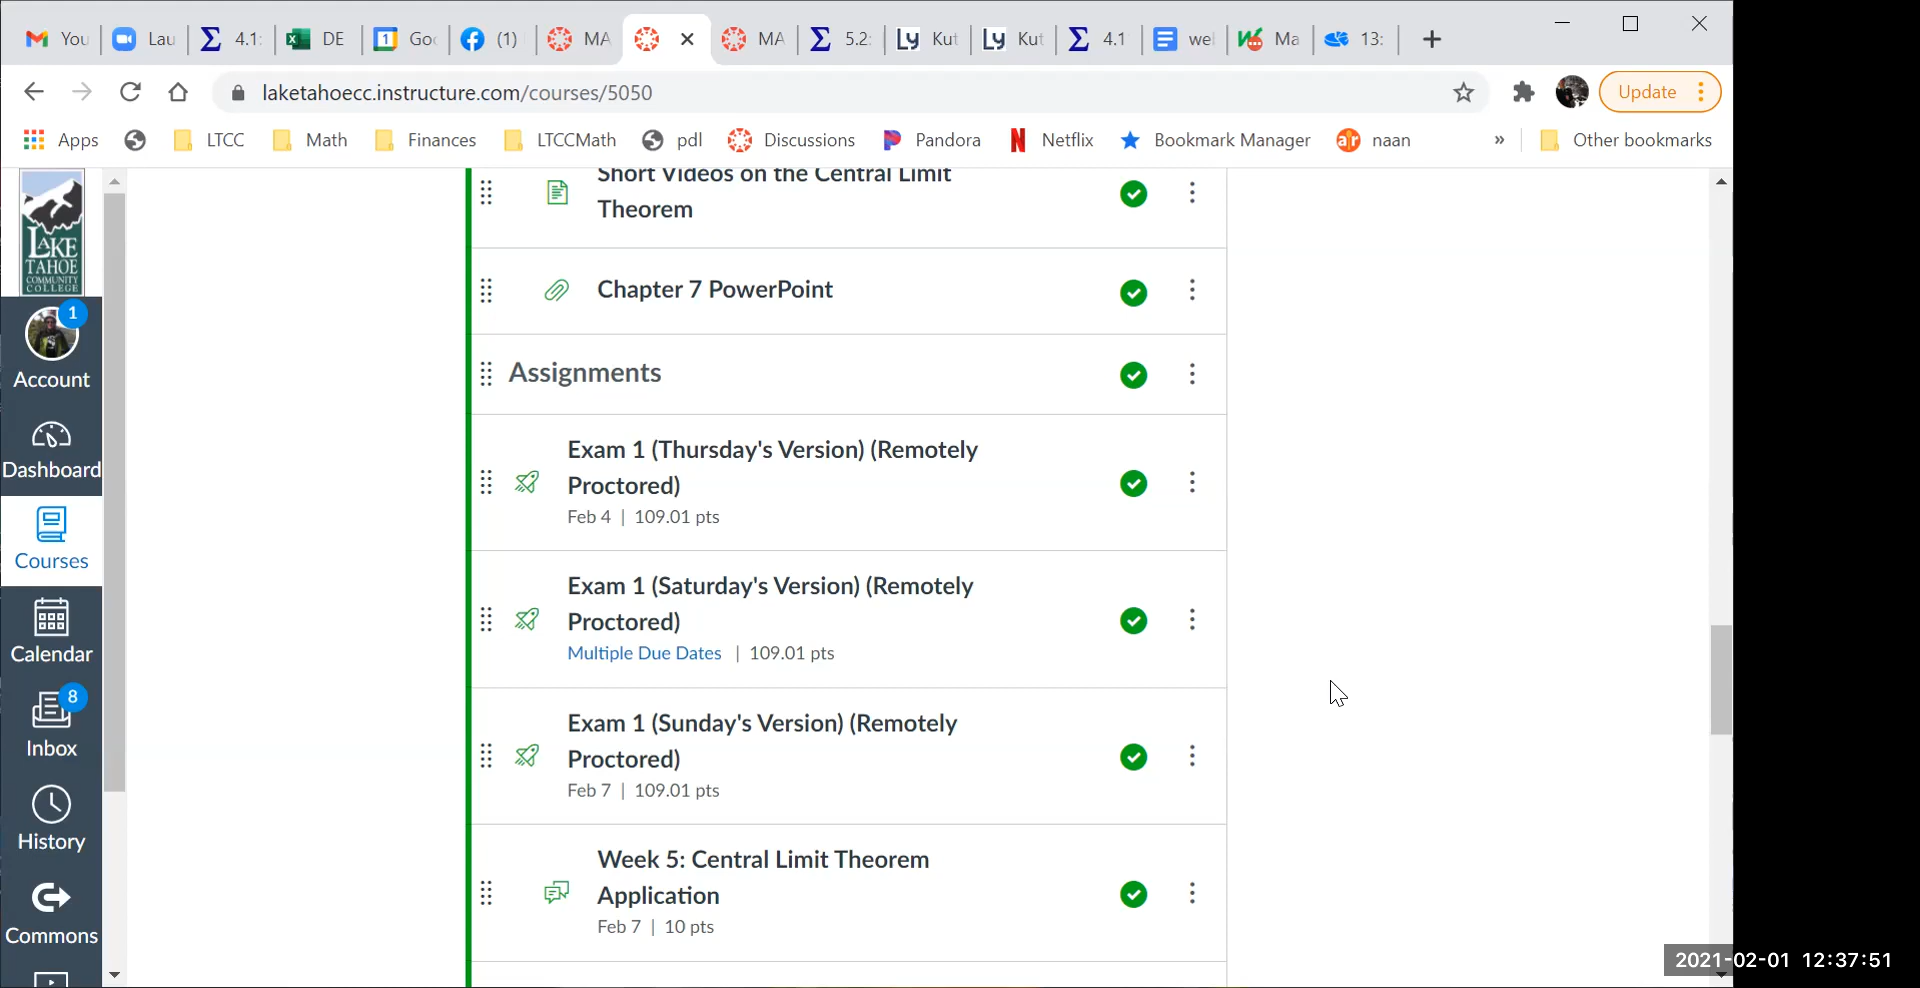 You
Lau
4.1:
DE
1
Goo
(1)
MA
MA
5.2:
Ly
Kut
Ly
Kut
4.1
we
Ma
13:
laketahoecc.instructure.com/courses/5050
Update
Apps
LTCC
Math
Finances
LTCCMath
pdl
Discussions
Pandora
Netflix
Bookmark Manager
ar
naan
»
Other bookmarks
LAKE
TAHOE
COMMUNITY
COLLEGE
1
Account
Dashboard
Courses
Calendar
8
Inbox
History
Commons
Short Videos on the Central Limit
Theorem
Chapter 7 PowerPoint
Assignments
Exam 1 (Thursday's Version) (Remotely
Proctored)
Feb 4 | 109.01 pts
Exam 1 (Saturday's Version) (Remotely
Proctored)
Multiple Due Dates | 109.01 pts
Exam 1 (Sunday's Version) (Remotely
Proctored)
Feb 7 | 109.01 pts
Week 5: Central Limit Theorem
Application
Feb 7 | 10 pts
2021-02-01 12:37:51